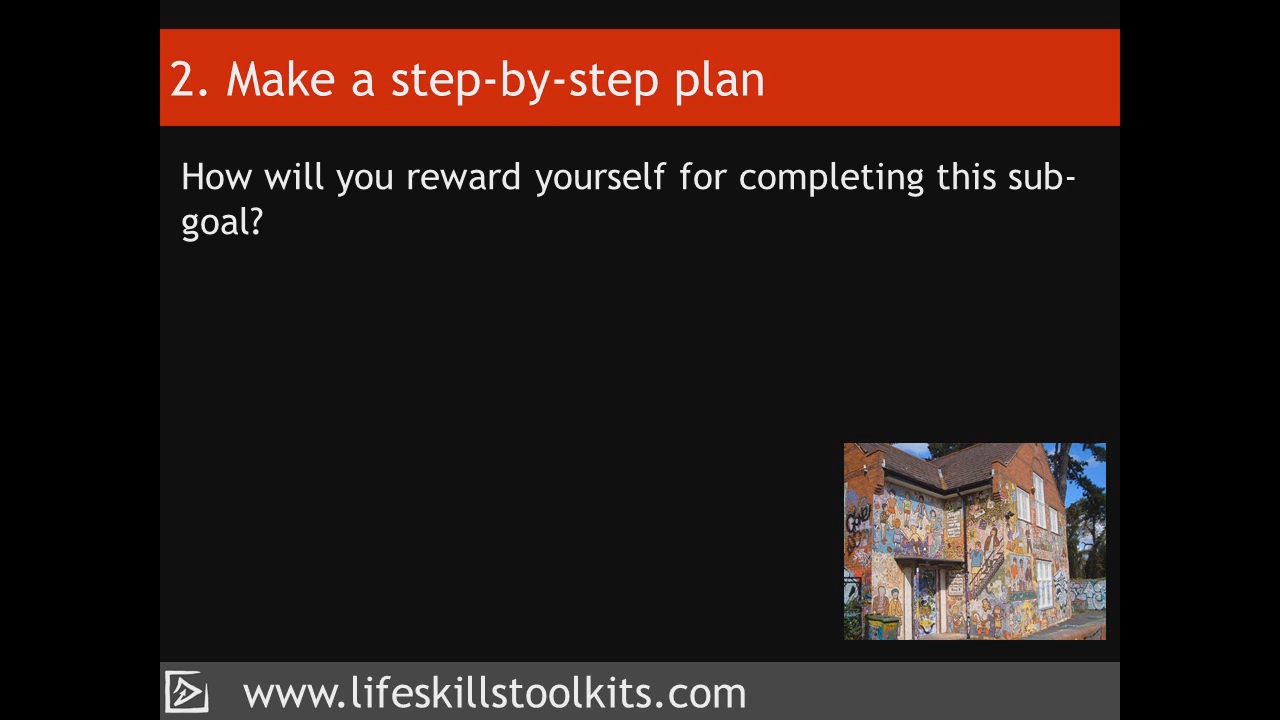 2. Make a step-by-step plan
How will you reward yourself for completing this sub-
goal?
www.lifeskillstoolkits.com